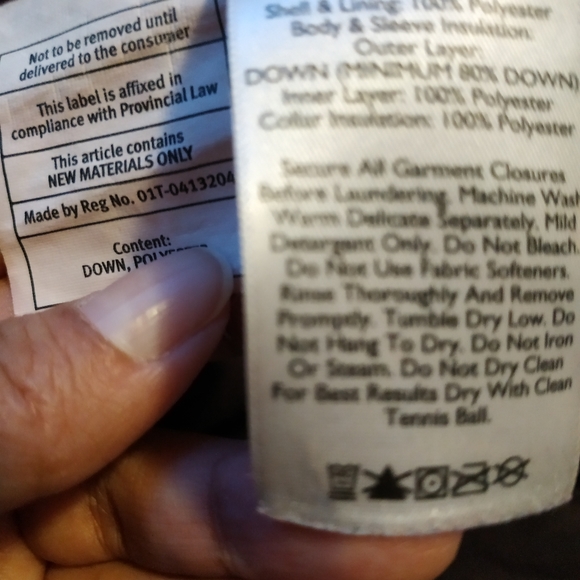 Not to be removed until
delivered to the consumer
This label is affixed in
compliance with Provincial Law
This article contains
NEW MATERIALS ONLY
Made by Reg No. 01T-0413204
Content:
DOWN,
Shell & Lining: 100% Polyester
Body & Sleeve Insulation:
Outer Layer:
DOWN (MINIMUM 80% DOWN)
Inner Layer: 100% Polyester
Collar Insulation: 100% Polyester
Secure All Garment Closures
Before Laundering. Machine Wash
Warm Delicate Separately. Mild
Detergent Only. Do Not Bleach.
Do Not Use Fabric Softeners.
Rinse Thoroughly And Remove
Promptly. Tumble Dry Low. Do
Not Hang To Dry. Do Not Iron
Or Steam. Do Not Dry Clean
For Best Results Dry With Clean
Tennis Ball.